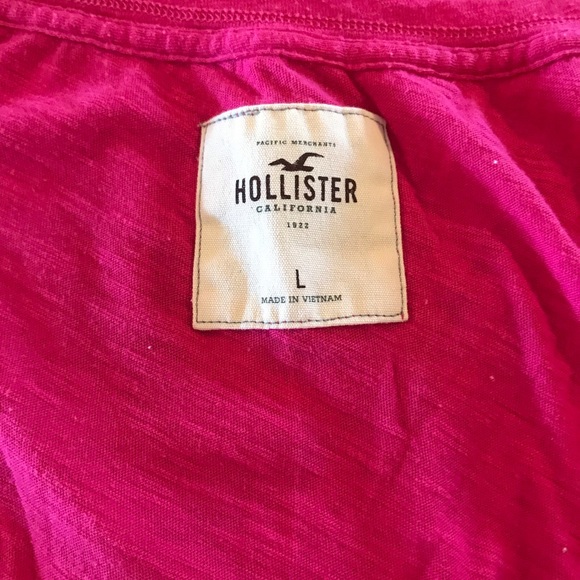 PACIFIC MERCHANTS
HOLLISTER
CALIFORNIA
1922
L
MADE IN VIETNAM